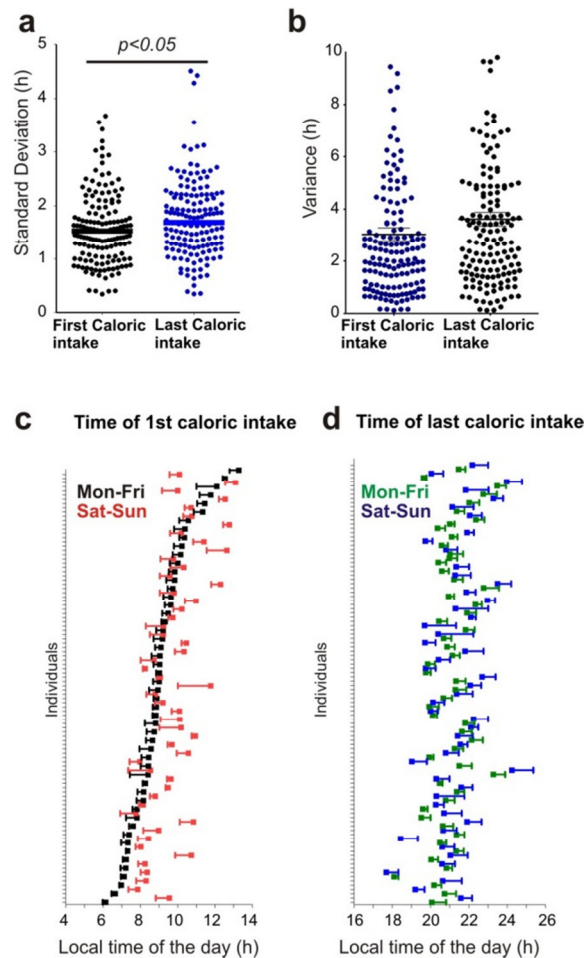 a
p<0.05
Standard Deviation (h)
5
4
3
2
1
0
First Caloric intake
Last Caloric intake
b
Variance (h)
10
8
6
4
2
0
First Caloric intake
Last Caloric intake
c
Time of 1st caloric intake
Mon-Fri
Sat-Sun
Individuals
4 6 8 10 12 14
Local time of the day (h)
d
Time of last caloric intake
Mon-Fri
Sat-Sun
Individuals
16 18 20 22 24 26
Local time of the day (h)